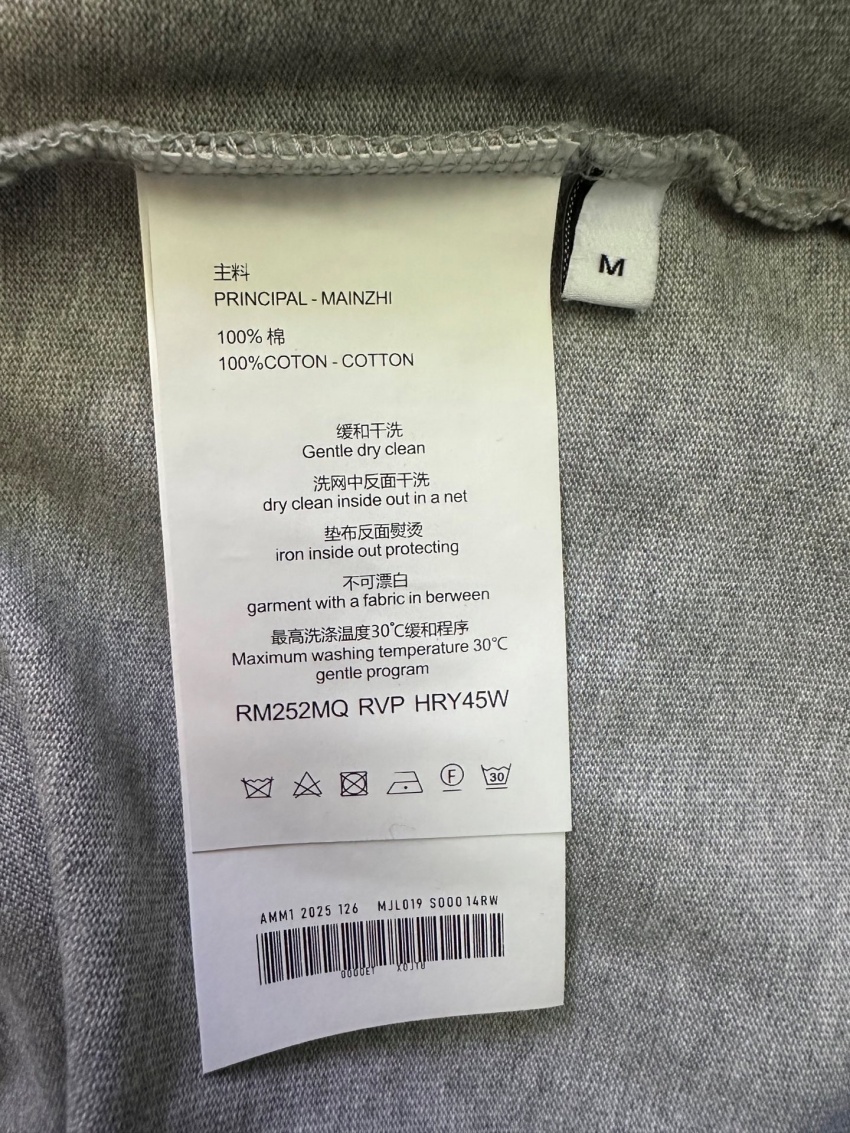 主料
PRINCIPAL - MAINZHI
100% 棉
100%COTON - COTTON
缓和干洗
Gentle dry clean
洗网中反面干洗
dry clean inside out in a net
垫布反面熨烫
iron inside out protecting
不可漂白
garment with a fabric in berween
最高洗涤温度30℃缓和程序
Maximum washing temperature 30℃
gentle program
RM252MQ RVP HRY45W
F 30
AMM1 2025 126 MJL019 S000 14RW
M